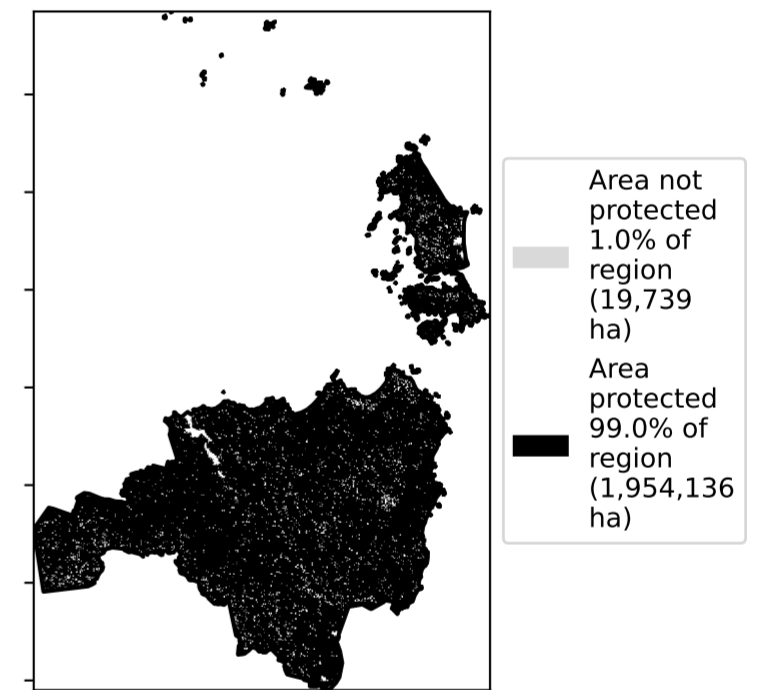 Area not
protected
1.0% of
region
(19,739
ha)
Area
protected
99.0% of
region
(1,954,136
ha)